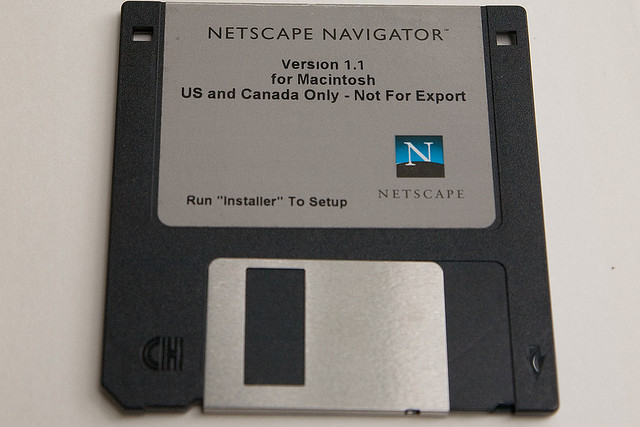 NETSCAPE NAVIGATOR™
Version 1.1
for Macintosh
US and Canada Only - Not For Export
N
NETSCAPE
Run "Installer" To Setup
HD